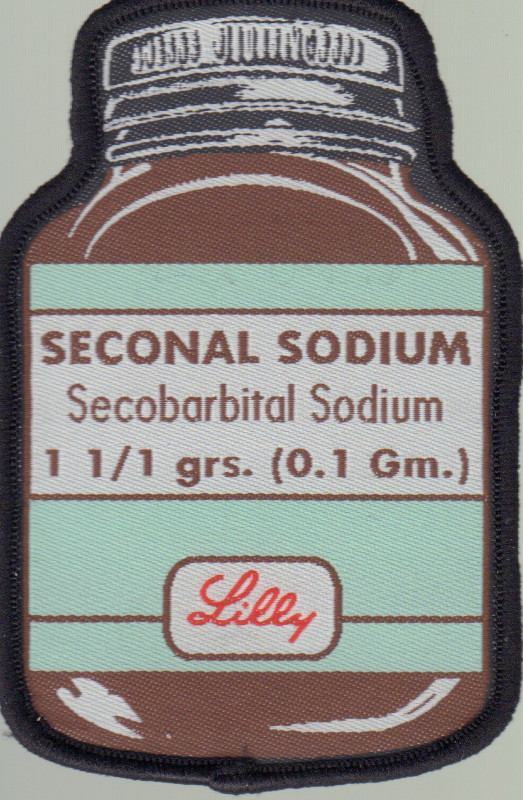 SECONAL SODIUM
Secobarbital Sodium
1 1/1 grs. (0.1 Gm.)
Lilly